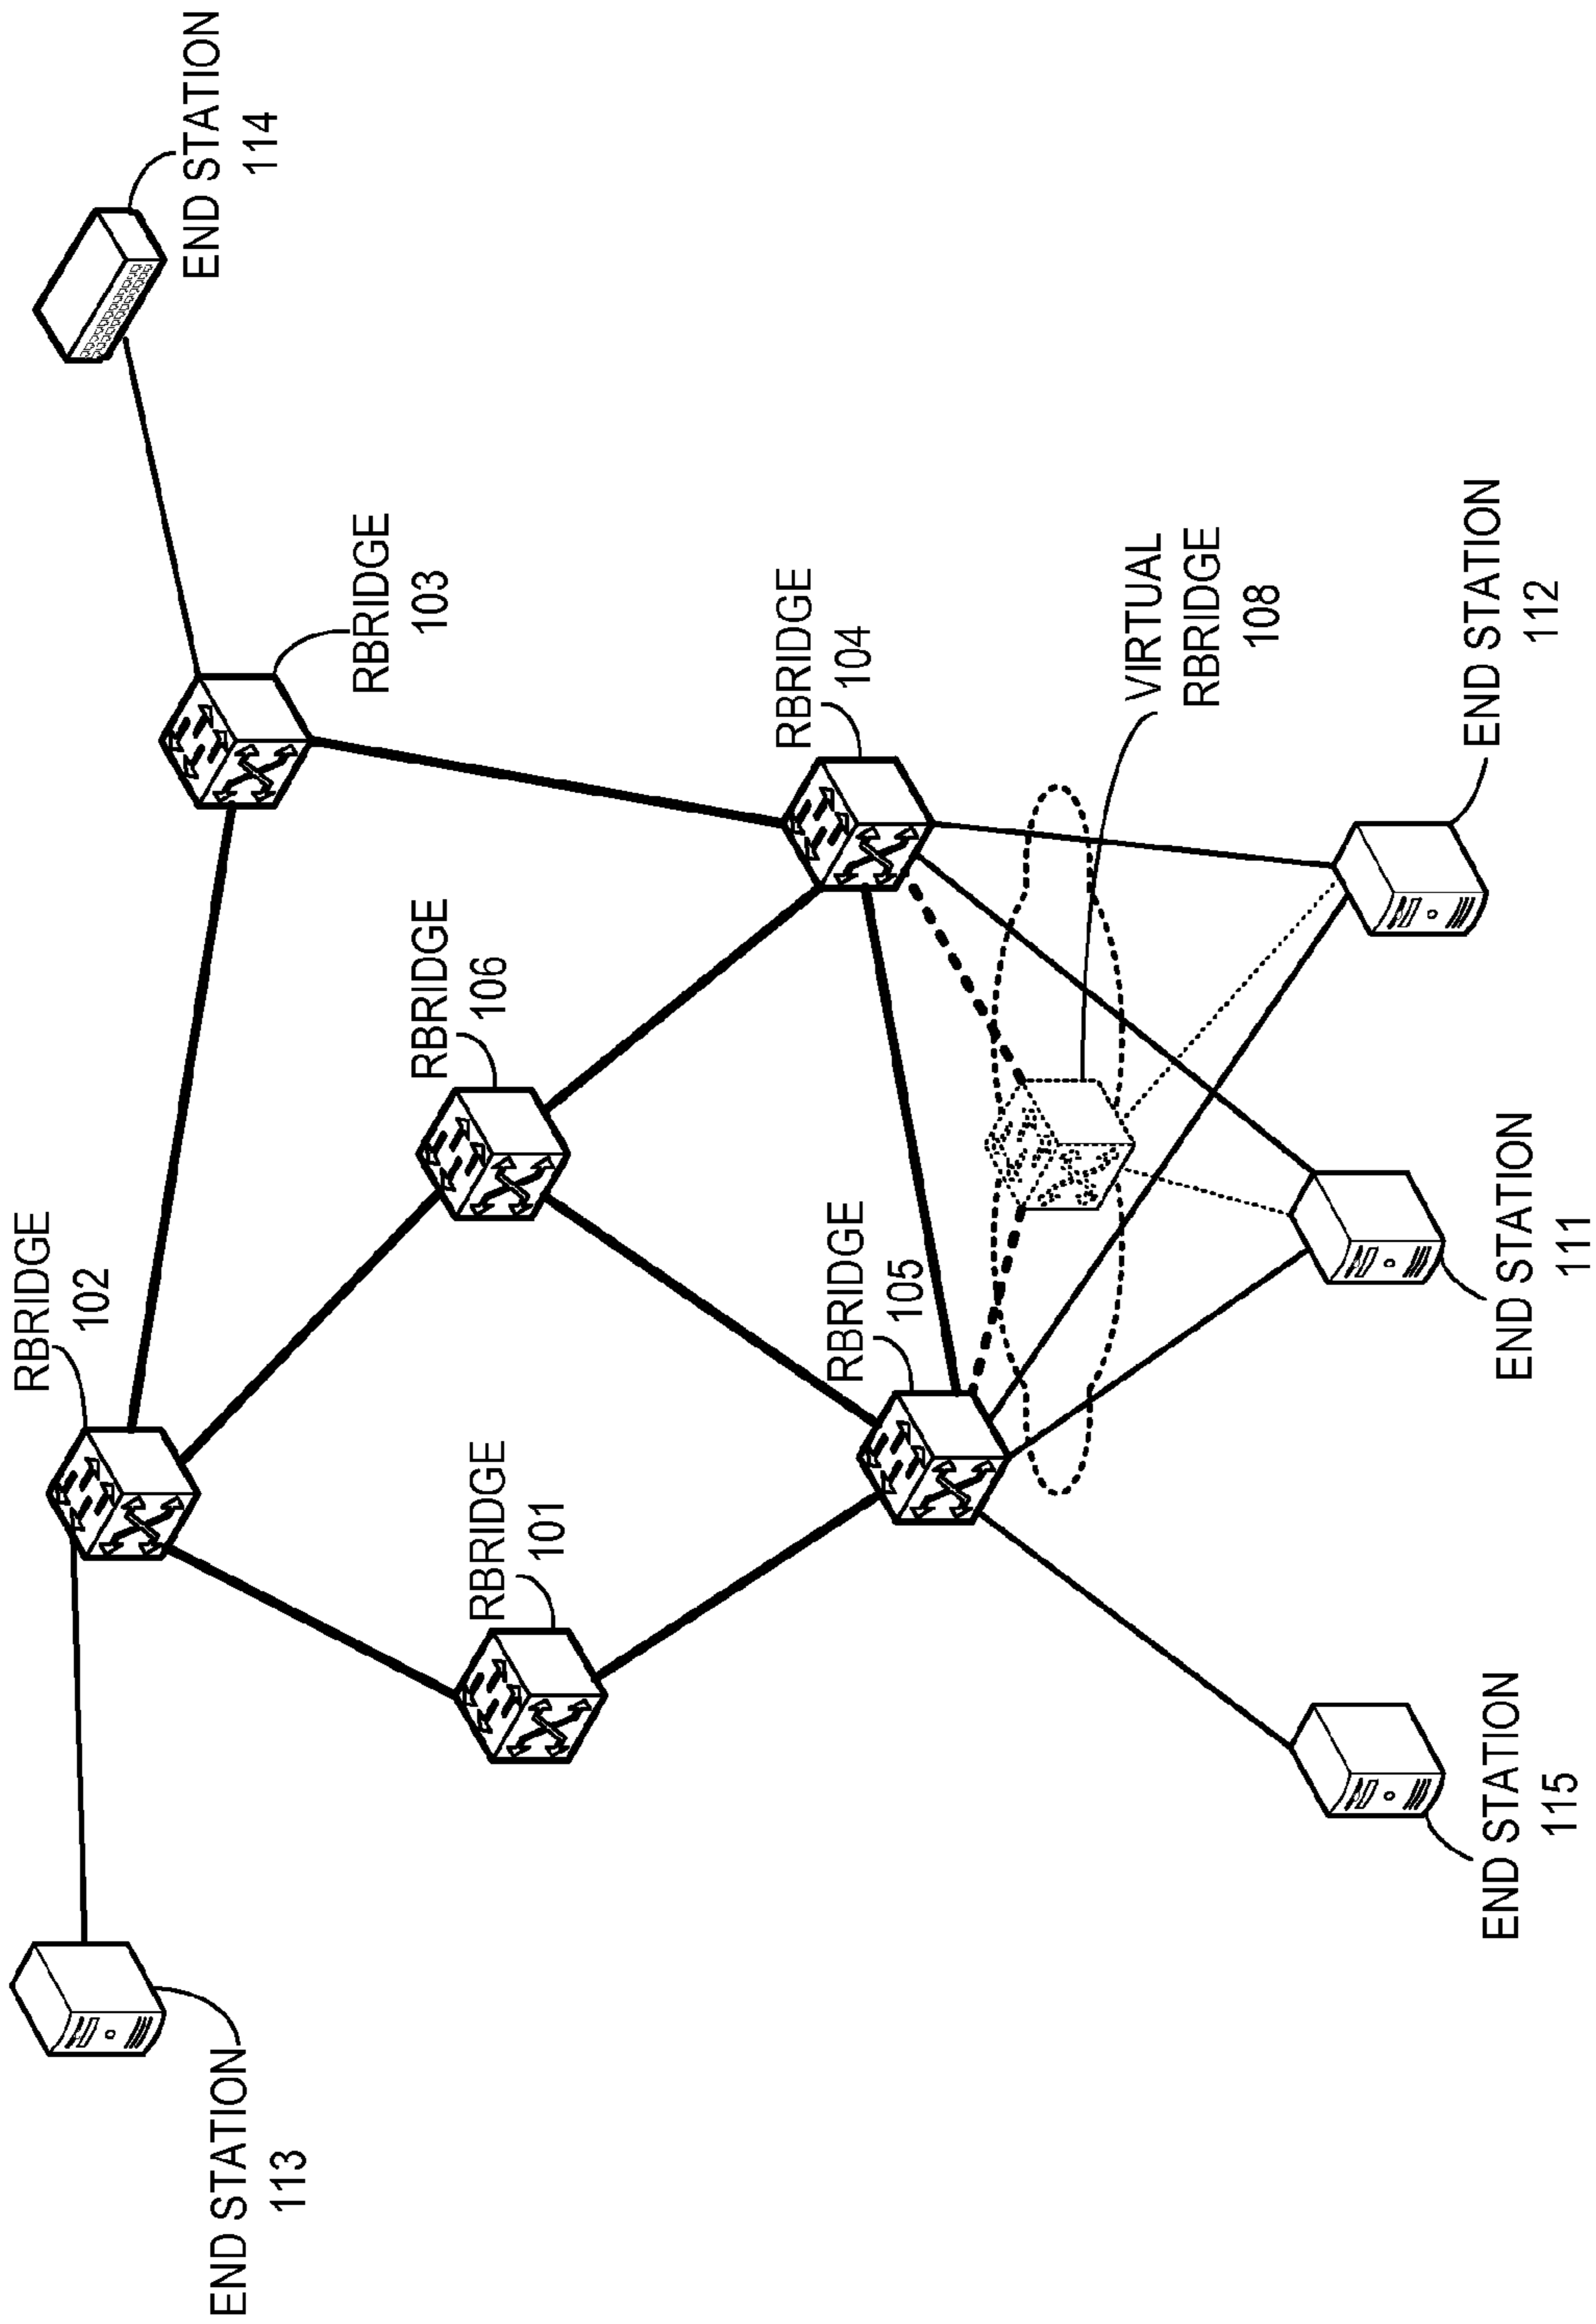 END STATION
113
END STATION
114
RBRIDGE
102
RBRIDGE
103
RBRIDGE
101
RBRIDGE
106
RBRIDGE
105
RBRIDGE
104
VIRTUAL
RBRIDGE
108
END STATION
115
END STATION
111
END STATION
112